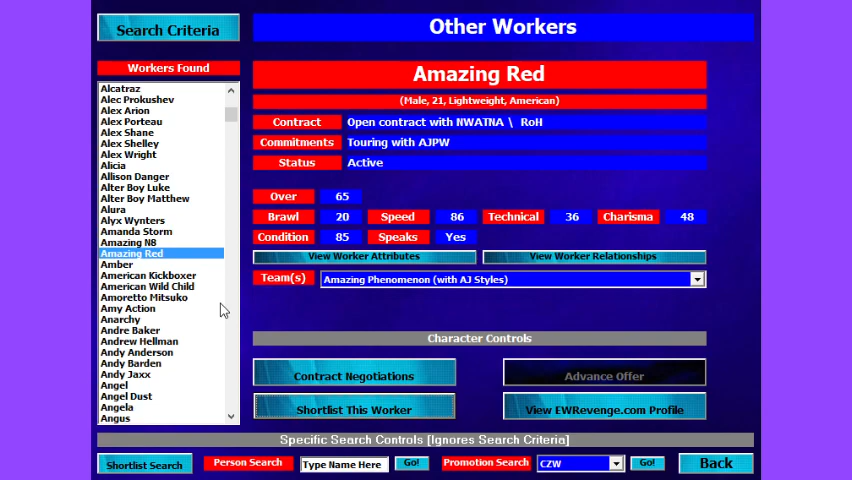 Search Criteria
Other Workers
Workers Found
Alcatraz
Alec Prokushev
Alex Arion
Alex Porteau
Alex Shane
Alex Shelley
Alex Wright
Alicia
Allison Danger
Alter Boy Luke
Alter Boy Matthew
Alura
Alyx Wynters
Amanda Storm
Amazing N8
Amazing Red
Amber
American Kickboxer
American Wild Child
Amoretto Mitsuko
Amy Action
Anarchy
Andre Baker
Andrew Hellman
Andy Anderson
Andy Barden
Andy Jaxx
Angel
Angel Dust
Angela
Angus
Amazing Red
(Male, 21, Lightweight, American)
Contract Open contract with NWATNA \ RoH
Commitments Touring with AJPW
Status Active
Over 65
Brawl 20 Speed 86 Technical 36 Charisma 48
Condition 85 Speaks Yes
View Worker Attributes View Worker Relationships
Team(s) Amazing Phenomenon (with AJ Styles)
Character Controls
Contract Negotiations Advance Offer
Shortlist This Worker View EWRevenge.com Profile
Specific Search Controls [Ignores Search Criteria]
Shortlist Search Person Search Type Name Here Go! Promotion Search CZW Go! Back